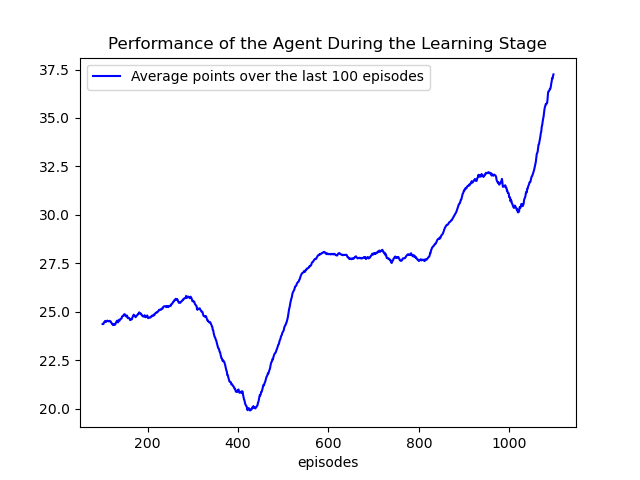 Performance of the Agent During the Learning Stage
Average points over the last 100 episodes
37.5
35.0
32.5
30.0
27.5
25.0
22.5
20.0
200 400 600 800 1000
episodes